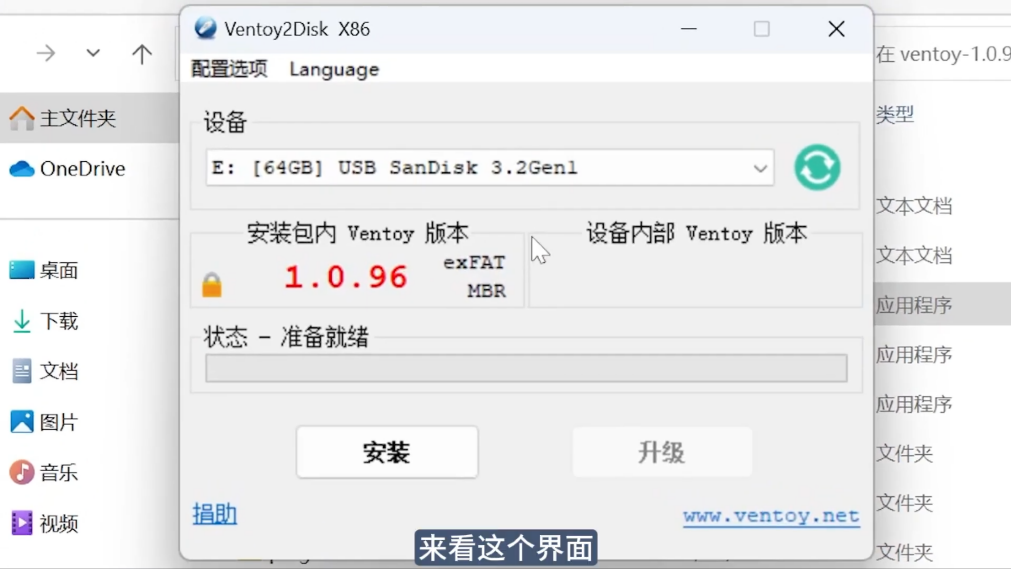 Ventoy2Disk X86
配置选项 Language
在 ventoy-1.0.9
主文件夹
OneDrive
桌面
下载
文档
图片
音乐
视频
设备
E: [64GB] USB SanDisk 3.2Gen1
安装包内 Ventoy 版本
1.0.96
exFAT
MBR
设备内部 Ventoy 版本
状态 - 准备就绪
安装
升级
捐助
www.ventoy.net
类型
文本文档
文本文档
应用程序
应用程序
应用程序
文件夹
文件夹
文件夹
来看这个界面